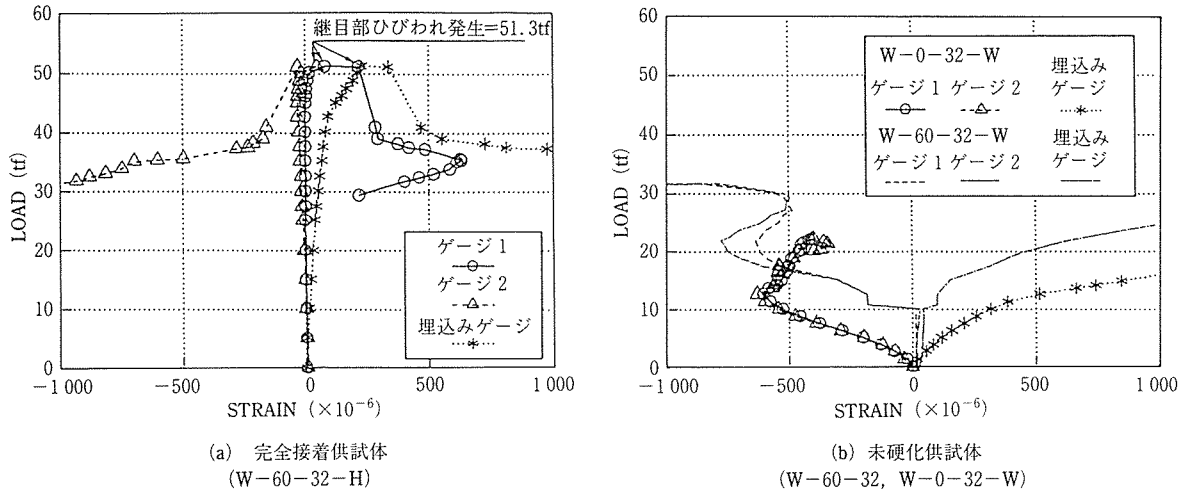 60
50
40
30
20
10
0
LOAD (tf)
継目部ひびわれ発生=51.3tf
ゲージ1
ゲージ2
埋込みゲージ
-1 000
-500
0
500
1 000
STRAIN (×10⁻⁶)
(a) 完全接着供試体
(W-60-32-H)
60
50
40
30
20
10
0
LOAD (tf)
W-0-32-W
埋込み
ゲージ1 ゲージ2 ゲージ
W-60-32-W 埋込み
ゲージ1 ゲージ2 ゲージ
-1 000
-500
0
500
1 000
STRAIN (×10⁻⁶)
(b) 未硬化供試体
(W-60-32, W-0-32-W)